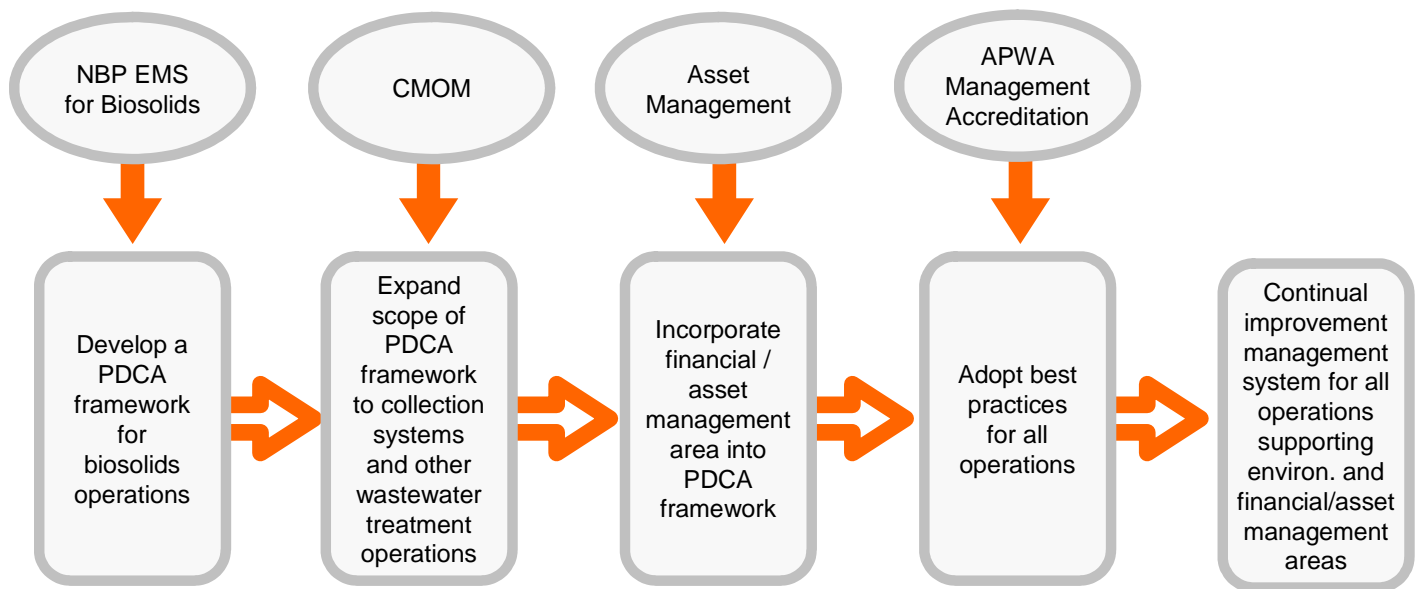 NBP EMS
for Biosolids
CMOM
Asset
Management
APWA
Management
Accreditation
Develop a
PDCA
framework
for
biosolids
operations
Expand
scope of
PDCA
framework
to collection
systems
and other
wastewater
treatment
operations
Incorporate
financial /
asset
management
area into
PDCA
framework
Adopt best
practices
for all
operations
Continual
improvement
management
system for all
operations
supporting
environ. and
financial/asset
management
areas